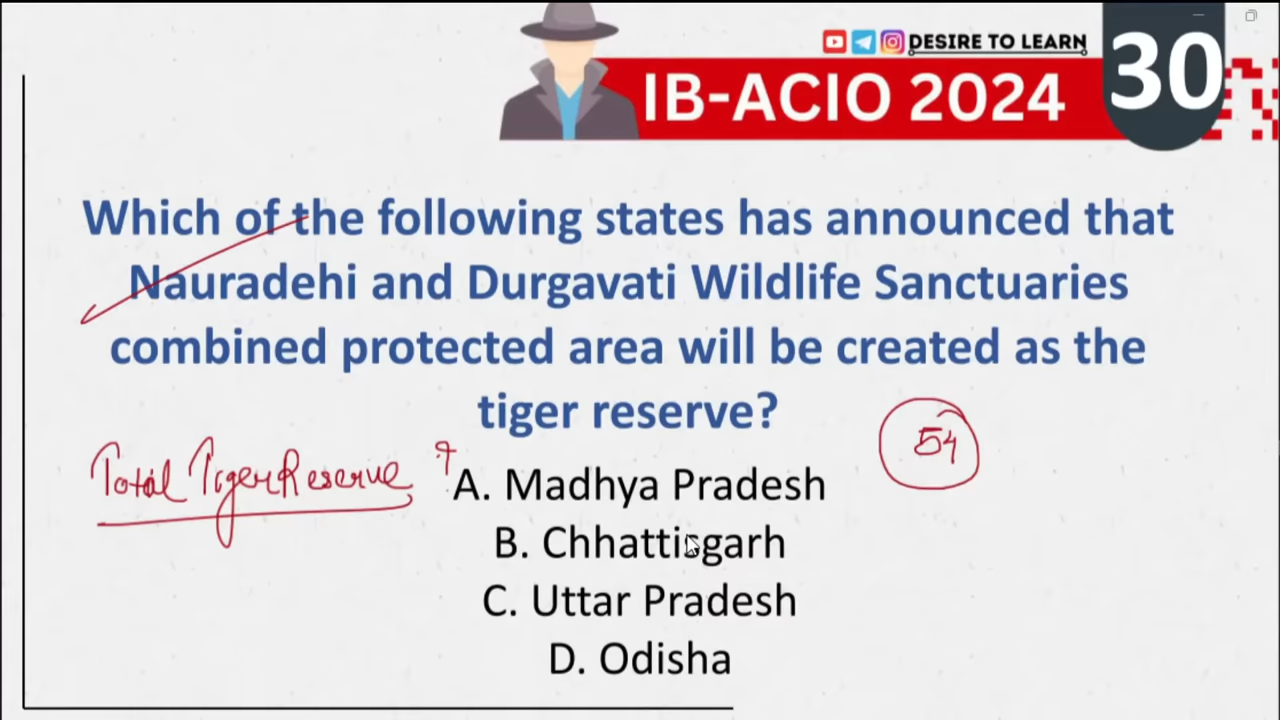 DESIRE TO LEARN
IB-ACIO 2024
30
Which of the following states has announced that
Nauradehi and Durgavati Wildlife Sanctuaries
combined protected area will be created as the
tiger reserve?
54
Total Tiger Reserve ?
A. Madhya Pradesh
B. Chhattisgarh
C. Uttar Pradesh
D. Odisha